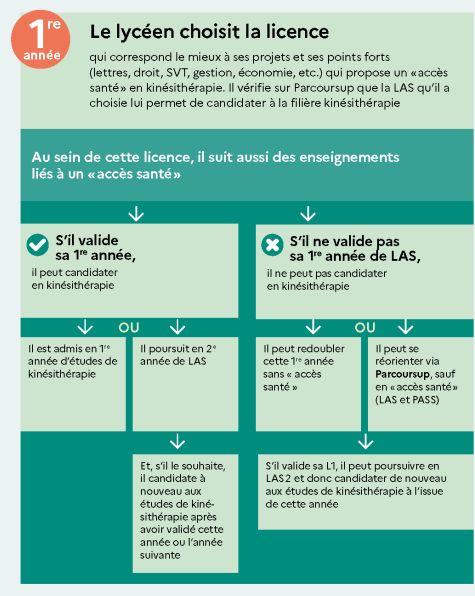 1re
année
Le lycéen choisit la licence
qui correspond le mieux à ses projets et ses points forts
(lettres, droit, SVT, gestion, économie, etc.) qui propose un «accès
santé» en kinésithérapie. Il vérifie sur Parcoursup que la LAS qu'il a
choisie lui permet de candidater à la filière kinésithérapie
Au sein de cette licence, il suit aussi des enseignements
liés à un «accès santé»
S'il valide
sa 1re année,
il peut candidater
en kinésithérapie
S'il ne valide pas
sa 1re année de LAS,
il ne peut pas candidater
en kinésithérapie
OU
Il est admis en 1re
année d'études de
kinésithérapie
Il poursuit en 2e
année de LAS
OU
Il peut redoubler
cette 1re année
sans « accès
santé »
Il peut se
réorienter via
Parcoursup, sauf
en «accès santé»
(LAS et PASS)
Et, s'il le souhaite,
il candidate à
nouveau aux
études de kiné-
sithérapie après
avoir validé cette
année ou l'année
suivante
S'il valide sa L1, il peut poursuivre en
LAS2 et donc candidater de nouveau
aux études de kinésithérapie à l'issue
de cette année